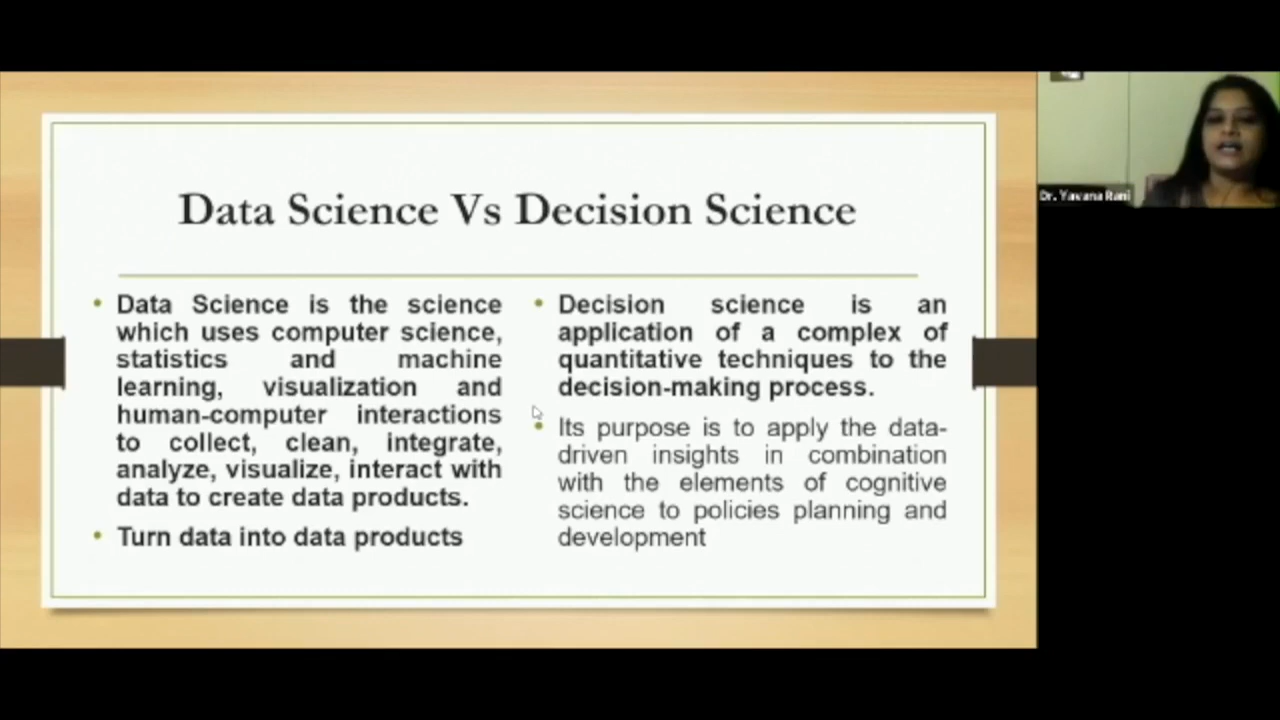 Data Science Vs Decision Science
• Data Science is the science
which uses computer science,
statistics and machine
learning, visualization and
human-computer interactions
to collect, clean, integrate,
analyze, visualize, interact with
data to create data products.
• Turn data into data products
• Decision science is an
application of a complex of
quantitative techniques to the
decision-making process.
• Its purpose is to apply the data-
driven insights in combination
with the elements of cognitive
science to policies planning and
development
Dr. Yavana Rani